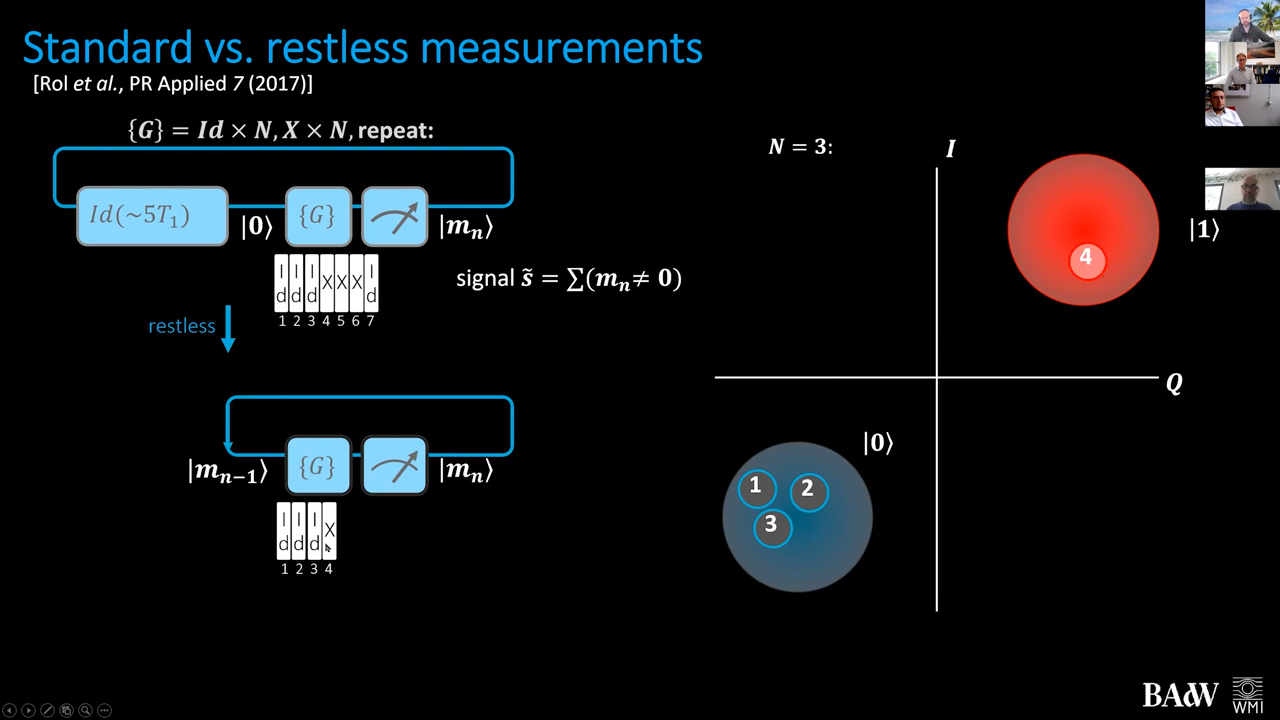 Standard vs. restless measurements
[Rol et al., PR Applied 7 (2017)]
{G} = Id × N, X × N, repeat:
Id(~5T₁)
|0⟩
{G}
|mₙ⟩
Id Id Id X X X Id
1 2 3 4 5 6 7
signal s̃ = ∑(mₙ ≠ 0)
restless
|mₙ₋₁⟩
{G}
|mₙ⟩
Id Id Id X
1 2 3 4
N = 3:
I
4
|1⟩
Q
|0⟩
1 2
3
BAdW
WMI